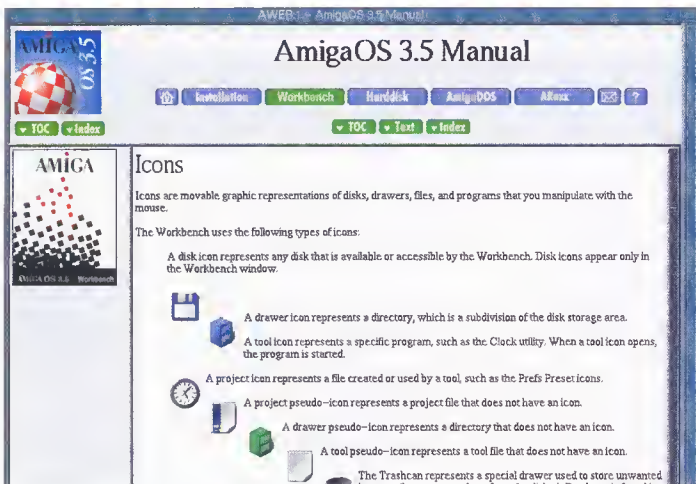 AWEB:1 - AmigaOS 3.5 Manual
AMIGA
OS 3.5
AmigaOS 3.5 Manual
Installation Workbench Harddisk AmigaDOS ARexx ?
TOC Index
TOC Text Index
AMIGA
AMIGA OS 3.5 Workbench
Icons
Icons are movable graphic representations of disks, drawers, files, and programs that you manipulate with the
mouse.
The Workbench uses the following types of icons:
A disk icon represents any disk that is available or accessible by the Workbench. Disk icons appear only in
the Workbench window.
A drawer icon represents a directory, which is a subdivision of the disk storage area.
A tool icon represents a specific program, such as the Clock utility. When a tool icon opens,
the program is started.
A project icon represents a file created or used by a tool, such as the Prefs Preset icons.
A project pseudo-icon represents a project file that does not have an icon.
A drawer pseudo-icon represents a directory that does not have an icon.
A tool pseudo-icon represents a tool file that does not have an icon.
The Trashcan represents a special drawer used to store unwanted